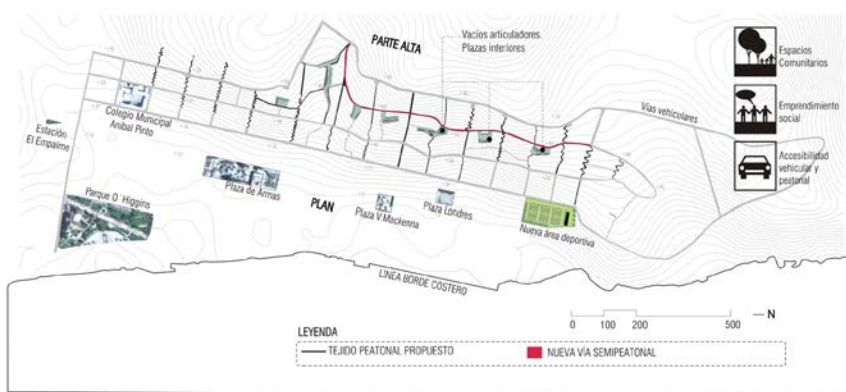 PARTE ALTA
Vacíos articuladores.
Plazas interiores
Espacios
Comunitarios
Emprendimiento
social
Accesibilidad
vehicular y
peatonal
Vías vehiculares
Colegio Municipal
Anibal Pinto
Estación
El Empalme
Parque O´Higgins
Plaza de Armas
PLAN
Plaza V.Mackenna
Plaza Londres
Nueva área deportiva
LINEA BORDE COSTERO
0 100 200 500
N
LEYENDA
TEJIDO PEATONAL PROPUESTO
NUEVA VÍA SEMIPEATONAL